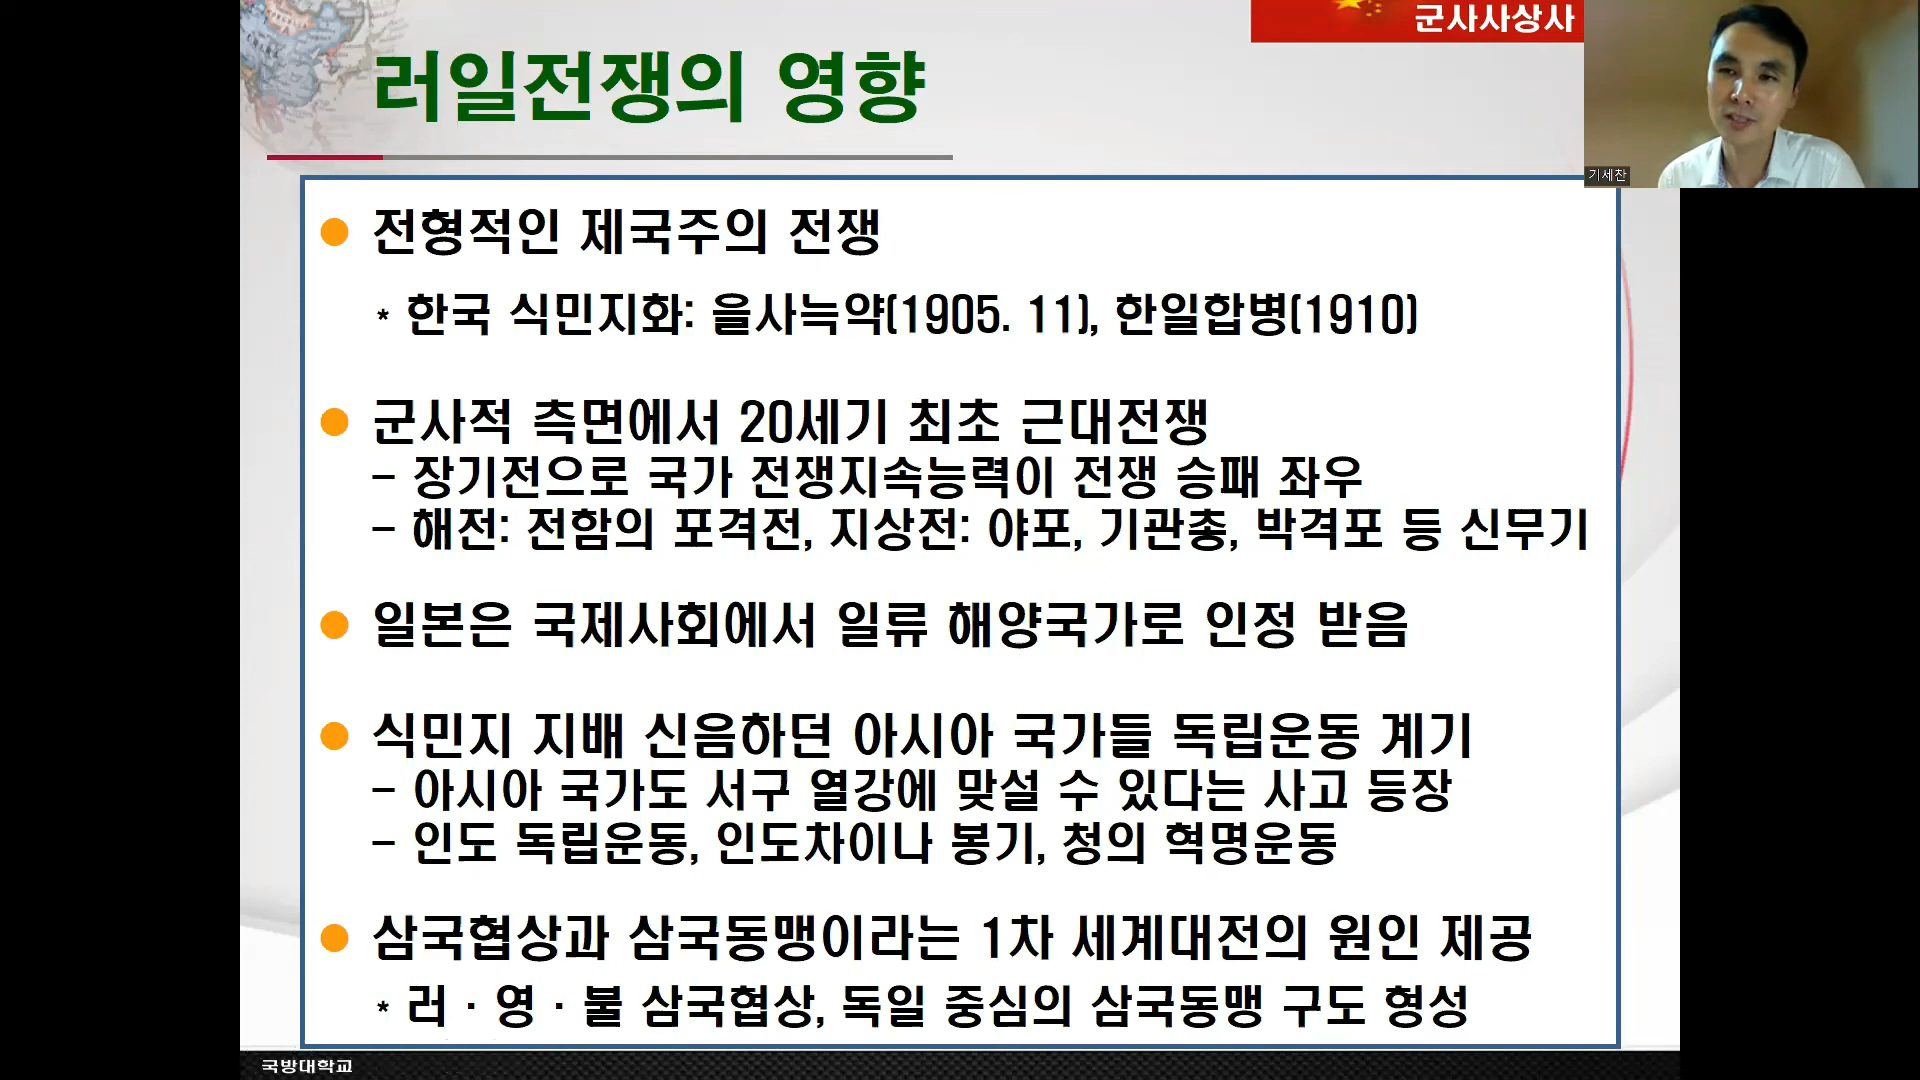 군사사상사
러일전쟁의 영향
기세찬
● 전형적인 제국주의 전쟁
* 한국 식민지화: 을사늑약(1905. 11), 한일합병(1910)
● 군사적 측면에서 20세기 최초 근대전쟁
- 장기전으로 국가 전쟁지속능력이 전쟁 승패 좌우
- 해전: 전함의 포격전, 지상전: 야포, 기관총, 박격포 등 신무기
● 일본은 국제사회에서 일류 해양국가로 인정 받음
● 식민지 지배 신음하던 아시아 국가들 독립운동 계기
- 아시아 국가도 서구 열강에 맞설 수 있다는 사고 등장
- 인도 독립운동, 인도차이나 봉기, 청의 혁명운동
● 삼국협상과 삼국동맹이라는 1차 세계대전의 원인 제공
* 러·영·불 삼국협상, 독일 중심의 삼국동맹 구도 형성
국방대학교